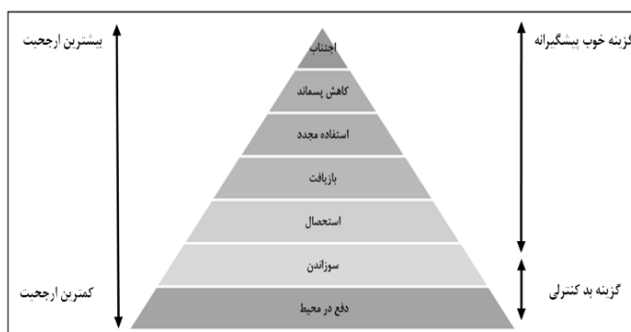 گزینه خوب پیشگیرانه
بیشترین ارجحیت
اجتناب
کاهش پسماند
استفاده مجدد
بازیافت
استحصال
سوزاندن
دفع در محیط
گزینه بد کنترلی
کمترین ارجحیت